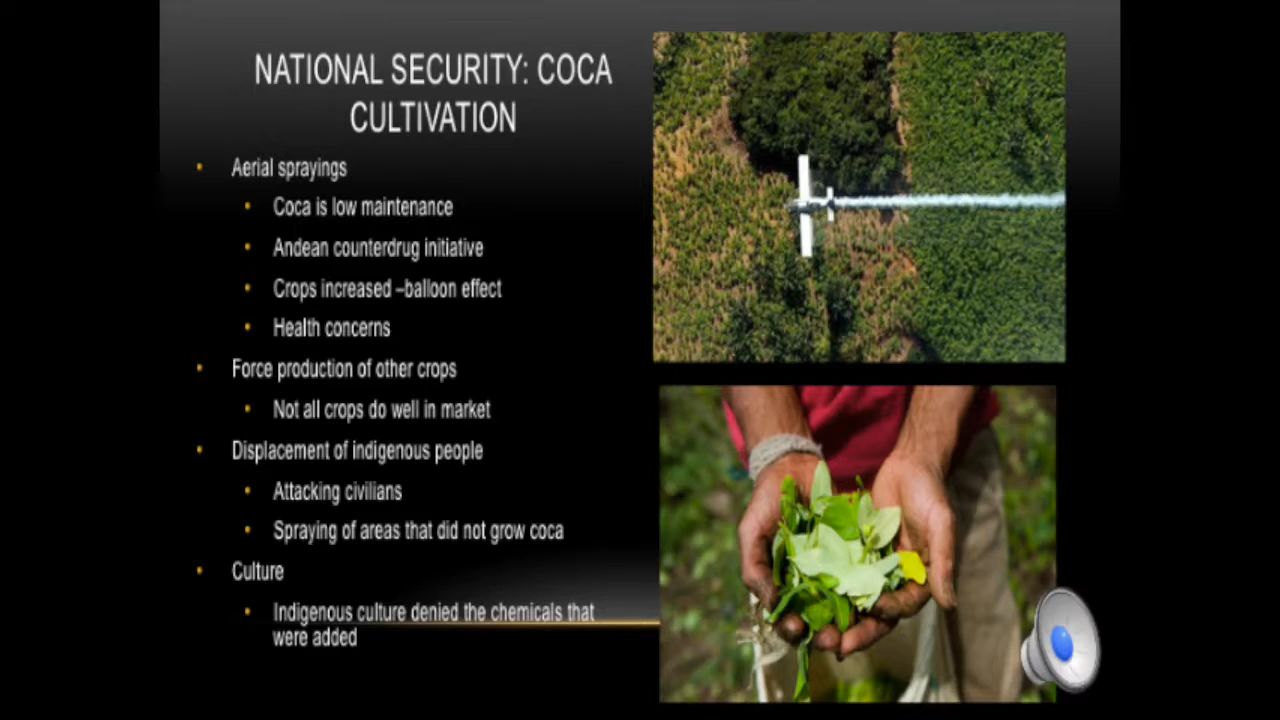 NATIONAL SECURITY: COCA
CULTIVATION
• Aerial sprayings
• Coca is low maintenance
• Andean counterdrug initiative
• Crops increased –balloon effect
• Health concerns
• Force production of other crops
• Not all crops do well in market
• Displacement of indigenous people
• Attacking civilians
• Spraying of areas that did not grow coca
• Culture
• Indigenous culture denied the chemicals that
were added